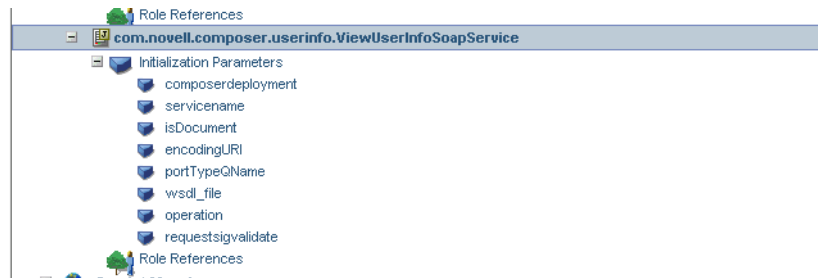 Role References
com.novell.composer.userinfo.ViewUserInfoSoapService
Initialization Parameters
composerdeployment
servicename
isDocument
encodingURI
portTypeQName
wsdl_file
operation
requestsigvalidate
Role References